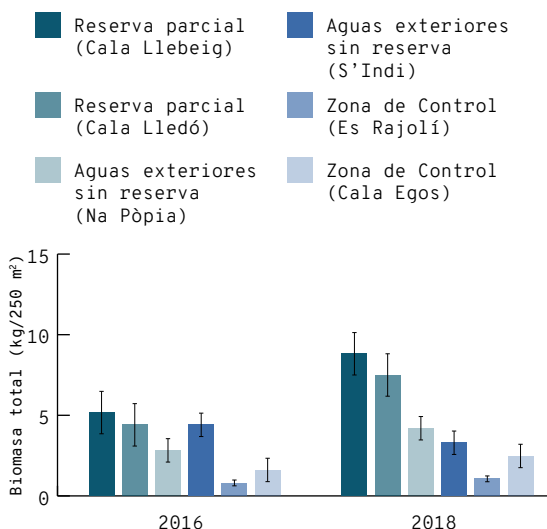 Reserva parcial
(Cala Llebeig)
Reserva parcial
(Cala Lledó)
Aguas exteriores
sin reserva
(Na Pòpia)
Aguas exteriores
sin reserva
(S'Indi)
Zona de Control
(Es Rajolí)
Zona de Control
(Cala Egos)
Biomasa total (kg/250 m²)
15
10
5
0
2016
2018